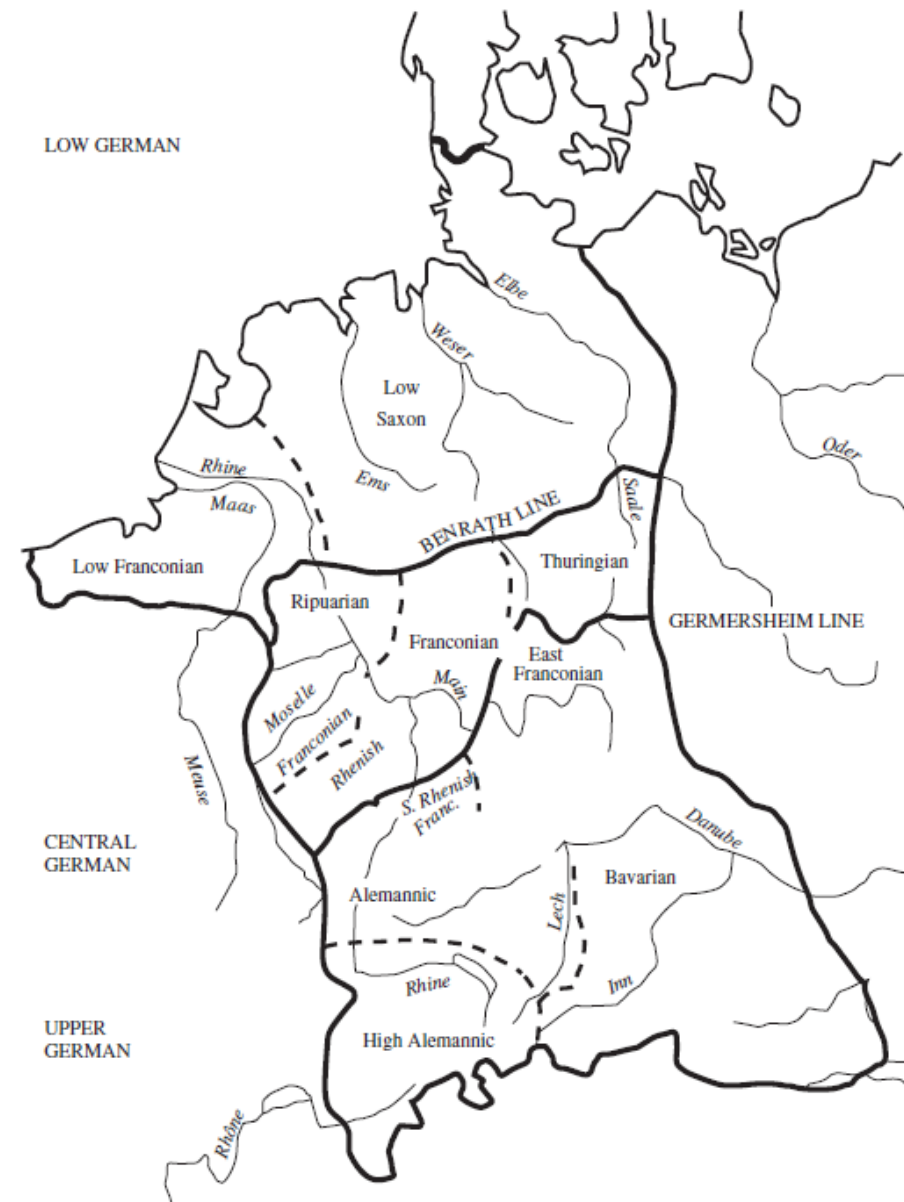 LOW GERMAN
Elbe
Weser
Low
Saxon
Oder
Rhine
Ems
Saale
Maas
BENRATH LINE
Low Franconian
Thuringian
Ripuarian
GERMERSHEIM LINE
Franconian
East
Franconian
Main
Moselle
Franconian
Rhenish
Meuse
S. Rhenish
Franc.
Danube
CENTRAL
GERMAN
Bavarian
Alemannic
Lech
Rhine
Inn
UPPER
GERMAN
High Alemannic
Rhône